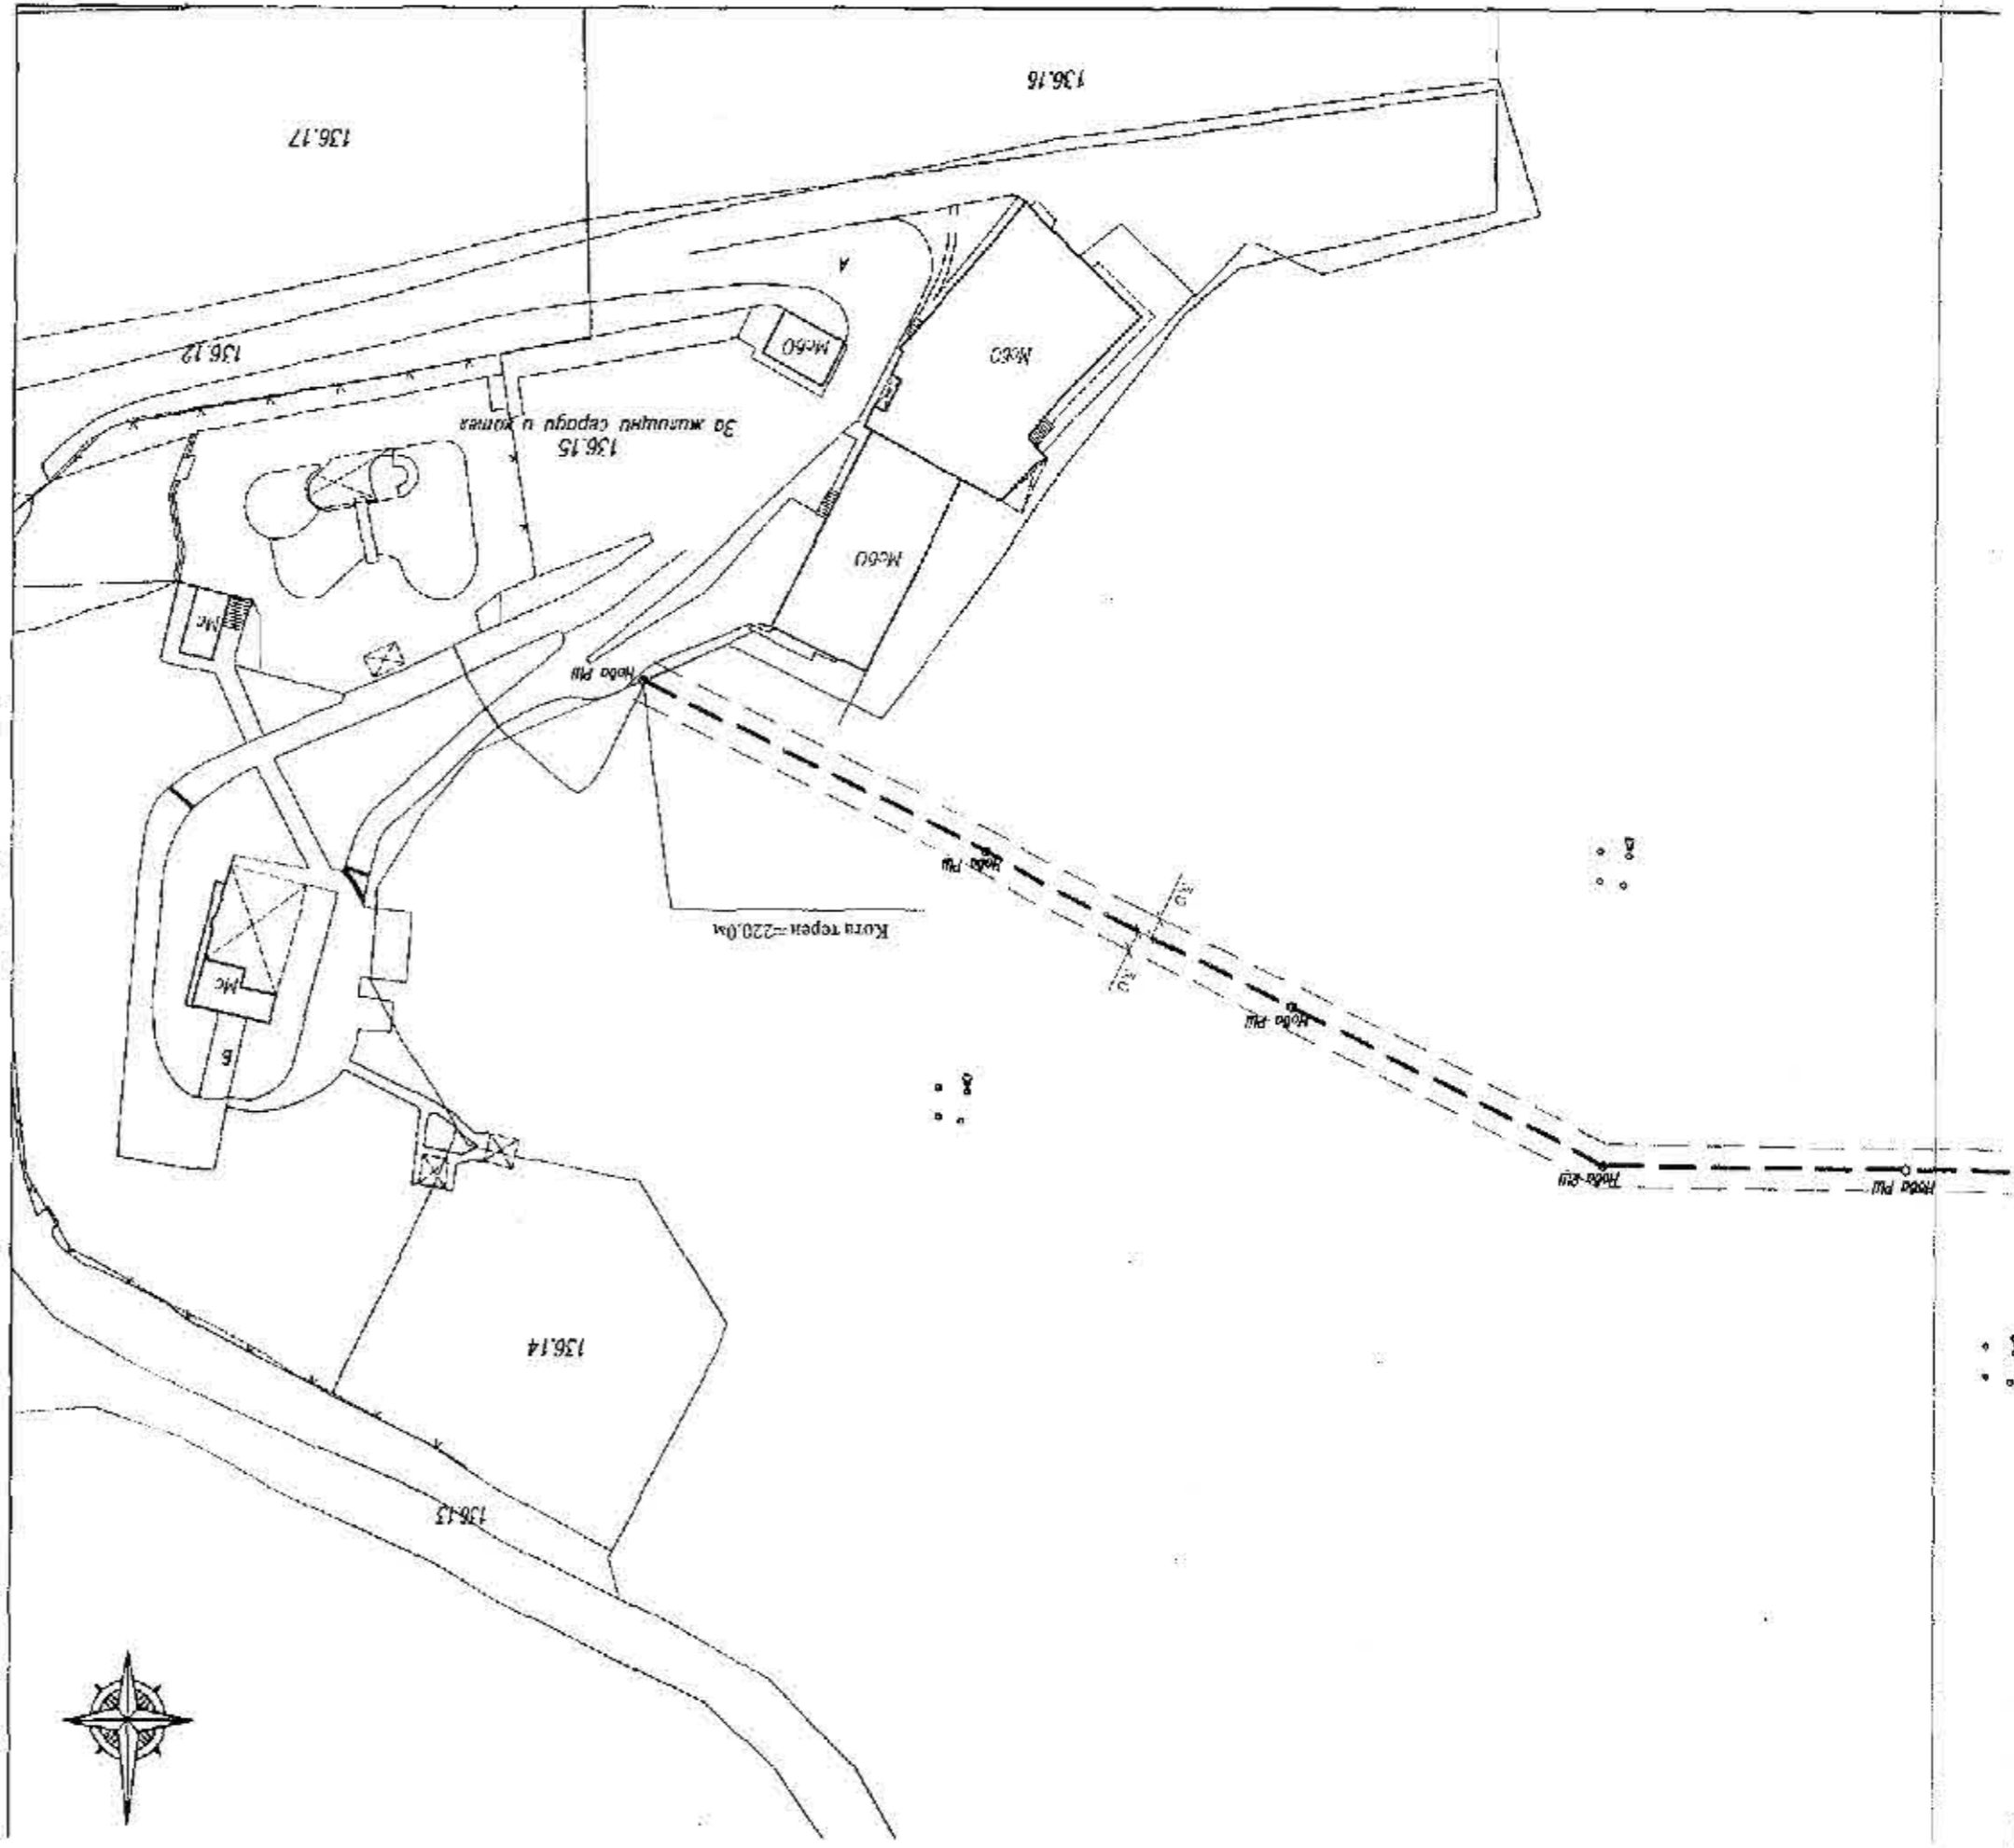 136.13
136.14
Нова РШ
Нова РШ
Б
Нова РШ
Мс
Кота терен=220.0м
Нова РШ
Нова РШ
Мс
МсбО
136.15
За жилищни сгради и хотел
136.12
МсбО
МсбО
А
136.17
136.16